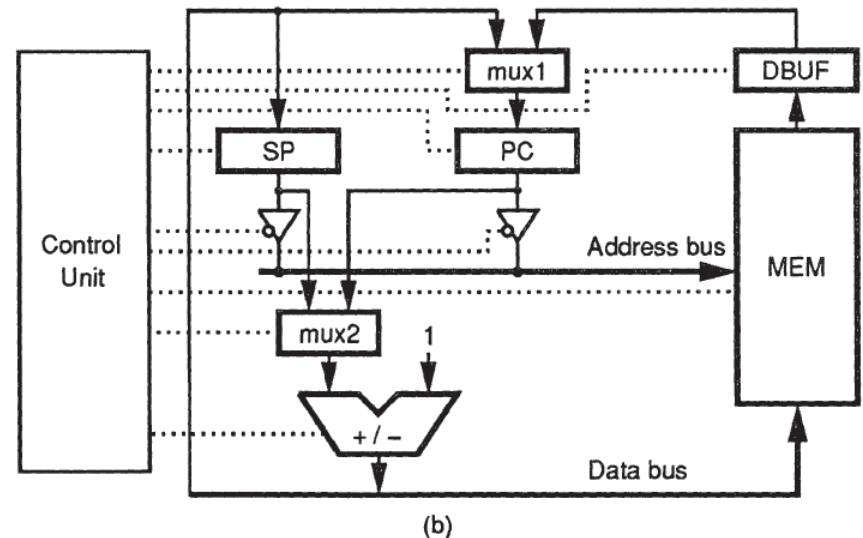 mux1
DBUF
SP
PC
Control
Unit
Address bus
MEM
mux2
1
+ / -
Data bus
(b)